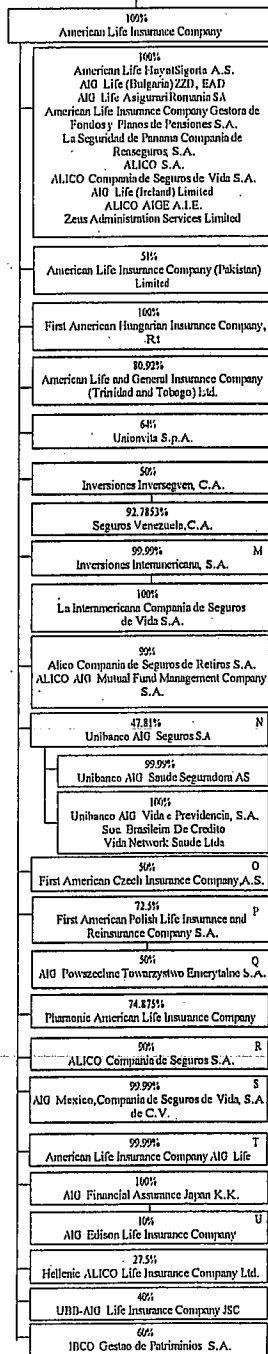 100%
American Life Insurance Company
100%
American Life Hayat Sigorta A.S.
AIG Life (Bulgaria) ZZD, EAD
AIG Life Asigurari Romania SA
American Life Insurance Company Gestora de
Fondos y Planos de Pensiones S.A.
La Seguridad de Panama Compania de
Reaseguros, S.A.
ALICO S.A.
ALICO Compania de Seguros de Vida S.A.
AIG Life (Ireland) Limited
ALICO AIGE A.I.E.
Zeus Administration Services Limited
51%
American Life Insurance Company (Pakistan)
Limited
100%
First American Hungarian Insurance Company,
Rt
80.92%
American Life and General Insurance Company
(Trinidad and Tobago) Ltd.
64%
Unionvita S.p.A.
50%
Inversiones Inversegven, C.A.
92.7853%
Seguros Venezuela, C.A.
99.99% M
Inversiones Interamericana, S.A.
100%
La Interamericana Compania de Seguros
de Vida S.A.
90%
Alico Compania de Seguros de Retiros S.A.
ALICO AIG Mutual Fund Management Company
S.A.
47.81% N
Unibanco AIG Seguros S.A
99.99%
Unibanco AIG Saude Seguradora AS
100%
Unibanco AIG Vida e Previdencia, S.A.
Soc. Brasileira De Credito
Vida Network Saude Ltda
50% O
First American Czech Insurance Company, A.S.
72.5% P
First American Polish Life Insurance and
Reinsurance Company S.A.
50% Q
AIG Powszechne Towarzystwo Emerytalne S.A.
74.875%
Pharaonic American Life Insurance Company
90% R
ALICO Compania de Seguros S.A.
99.99% S
AIG Mexico, Compania de Seguros de Vida, S.A.
de C.V.
99.99% T
American Life Insurance Company AIG Life
100%
AIG Financial Assurance Japan K.K.
10% U
AIG Edison Life Insurance Company
27.5%
Hellenic ALICO Life Insurance Company Ltd.
40%
UBB-AIG Life Insurance Company JSC
60%
IBCO Gestao de Patriminios S.A.